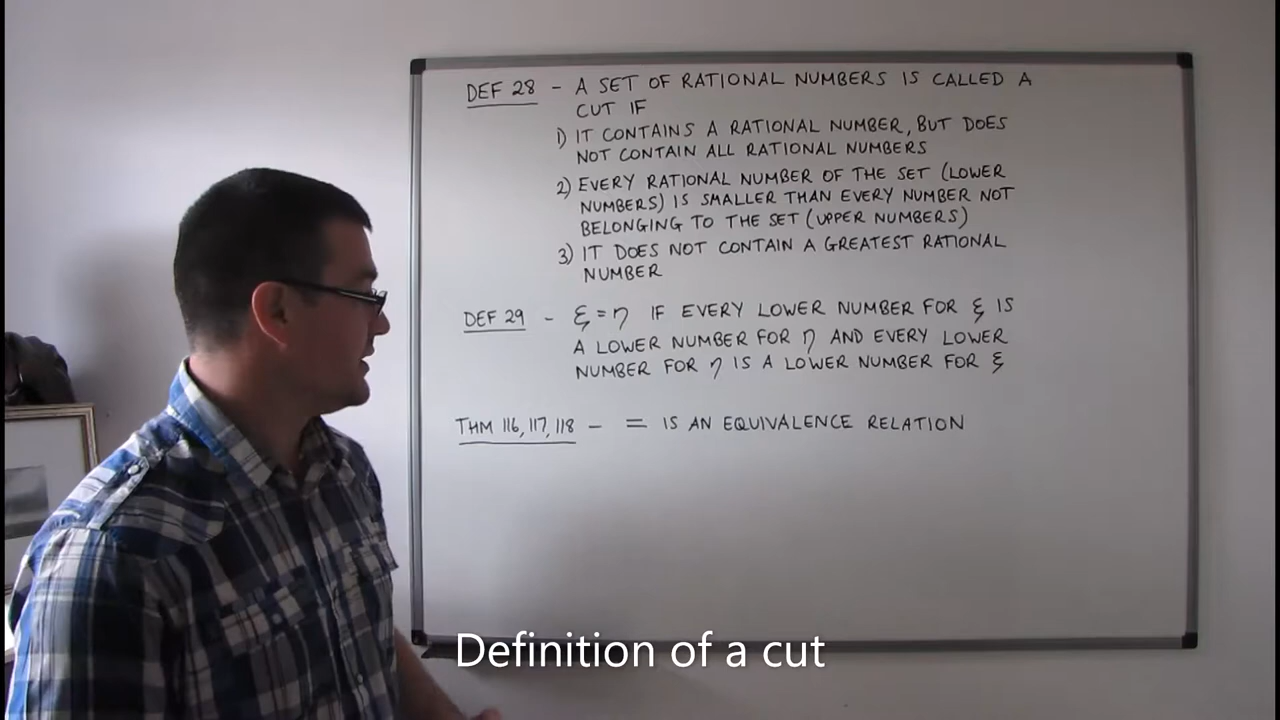 DEF 28 - A SET OF RATIONAL NUMBERS IS CALLED A
CUT IF
1) IT CONTAINS A RATIONAL NUMBER, BUT DOES
NOT CONTAIN ALL RATIONAL NUMBERS
2) EVERY RATIONAL NUMBER OF THE SET (LOWER
NUMBERS) IS SMALLER THAN EVERY NUMBER NOT
BELONGING TO THE SET (UPPER NUMBERS)
3) IT DOES NOT CONTAIN A GREATEST RATIONAL
NUMBER
DEF 29 - ξ = η IF EVERY LOWER NUMBER FOR ξ IS
A LOWER NUMBER FOR η AND EVERY LOWER
NUMBER FOR η IS A LOWER NUMBER FOR ξ
THM 116, 117, 118 - = IS AN EQUIVALENCE RELATION
Definition of a cut